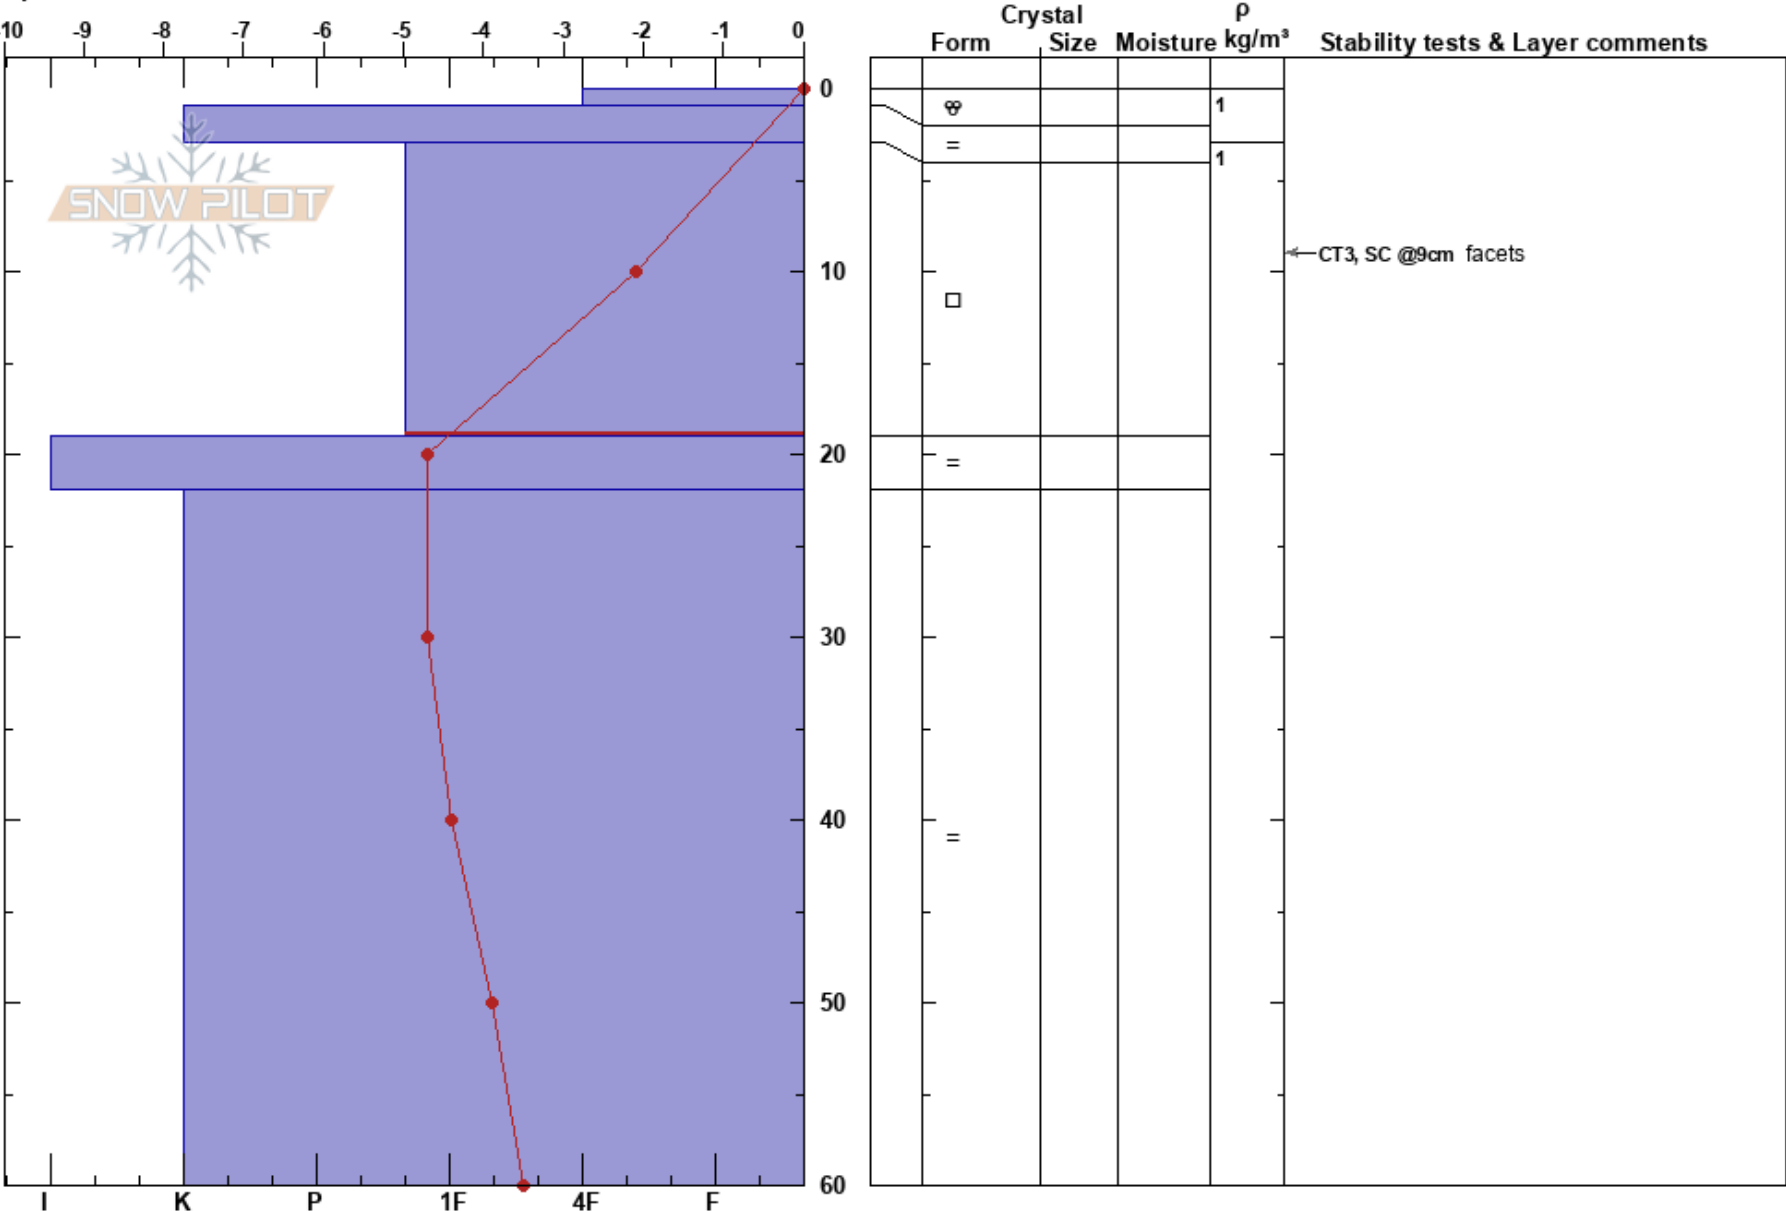 Crystal ρ
-10 -9 -8 -7 -6 -5 -4 -3 -2 -1 0
Form Size Moisture kg/m³ Stability tests & Layer comments
0
1
=
1
SNOW PILOT
CT3, SC @9cm facets
10
20
=
30
40
=
50
60
I K P 1F 4F F